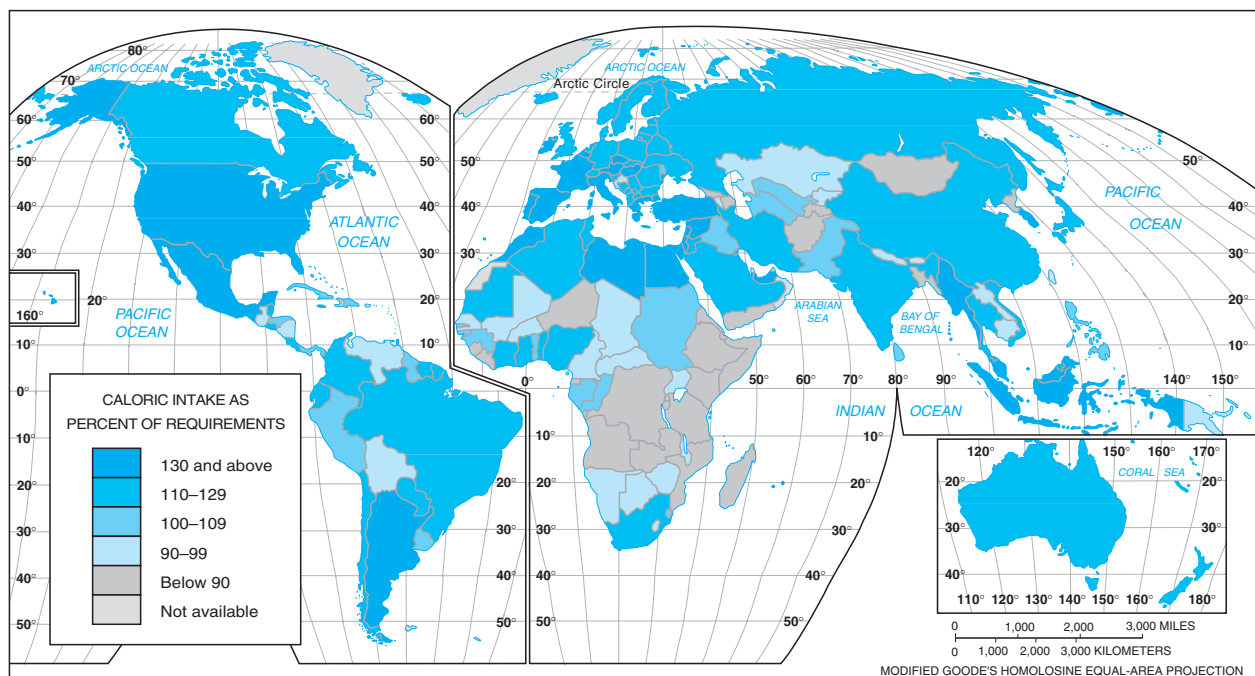 80°
70°
ARCTIC OCEAN
60°
50°
40°
30°
ATLANTIC
OCEAN
20°
160°
PACIFIC
OCEAN
10°
0°
10°
20°
30°
40°
50°
10°
20°
30°
40°
50°
CALORIC INTAKE AS
PERCENT OF REQUIREMENTS
130 and above
110–129
100–109
90–99
Below 90
Not available
ARCTIC OCEAN
Arctic Circle
60°
50°
40°
30°
20°
10°
0°
10°
20°
30°
40°
50°
50°
PACIFIC
OCEAN
40°
30°
20°
10°
ARABIAN
SEA
BAY OF
BENGAL
50° 60° 70° 80° 90°
140° 150°
INDIAN
OCEAN
10°
20°
30°
40°
50°
120° 130° 140° 150° 160° 170°
CORAL SEA
20°
30°
40°
110° 130° 140° 150° 160° 180°
0 1,000 2,000 3,000 MILES
0 1,000 2,000 3,000 KILOMETERS
MODIFIED GOODE'S HOMOLOSINE EQUAL-AREA PROJECTION